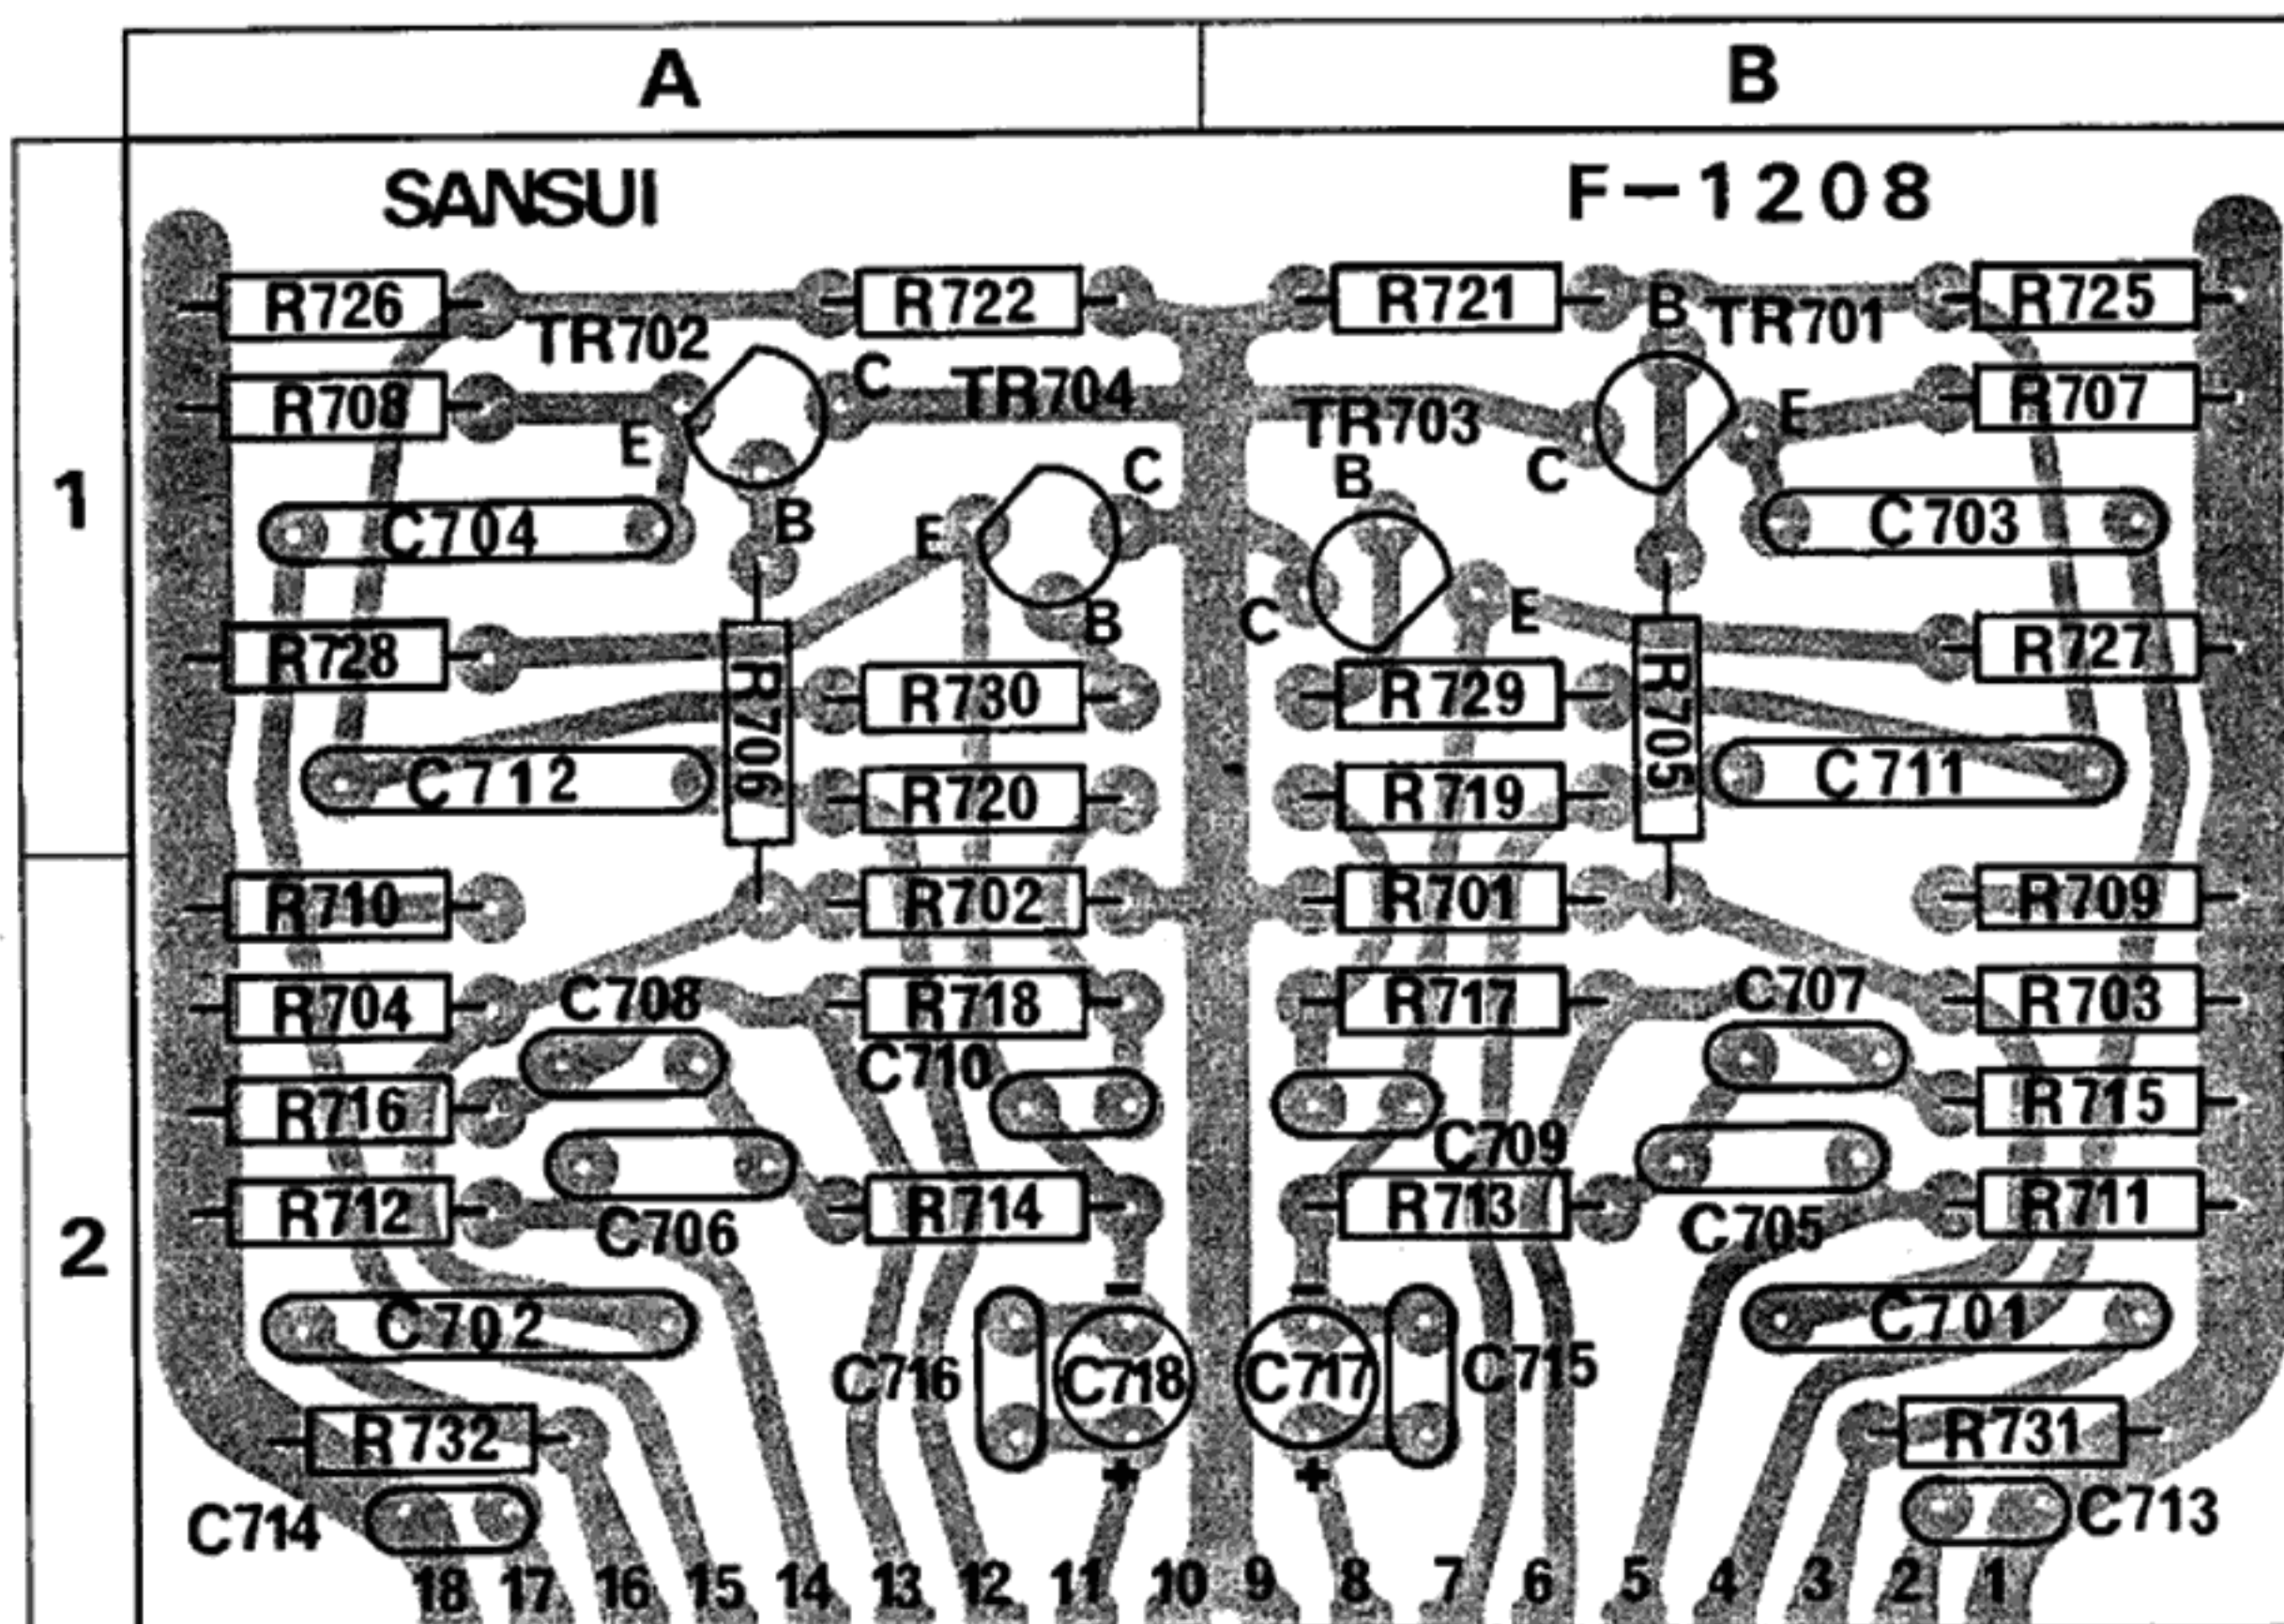 A B
SANSUI F-1208
R726 R722 R721 B TR701 R725
TR702
R708 E C TR704 TR703 C E R707
1
C704 B E C B C703
R728 B C E R727
R706 R730 R729 R705
C712 R720 R719 C711
R710 R702 R701 R709
R704 C708 R718 R717 C707 R703
C710
R716 R715
C709
2
R712 C706 R714 R713 C705 R711
- -
C702 C701
C716 C718 C717 C715
R732 + + R731
C714 C713
18 17 16 15 14 13 12 11 10 9 8 7 6 5 4 3 2 1